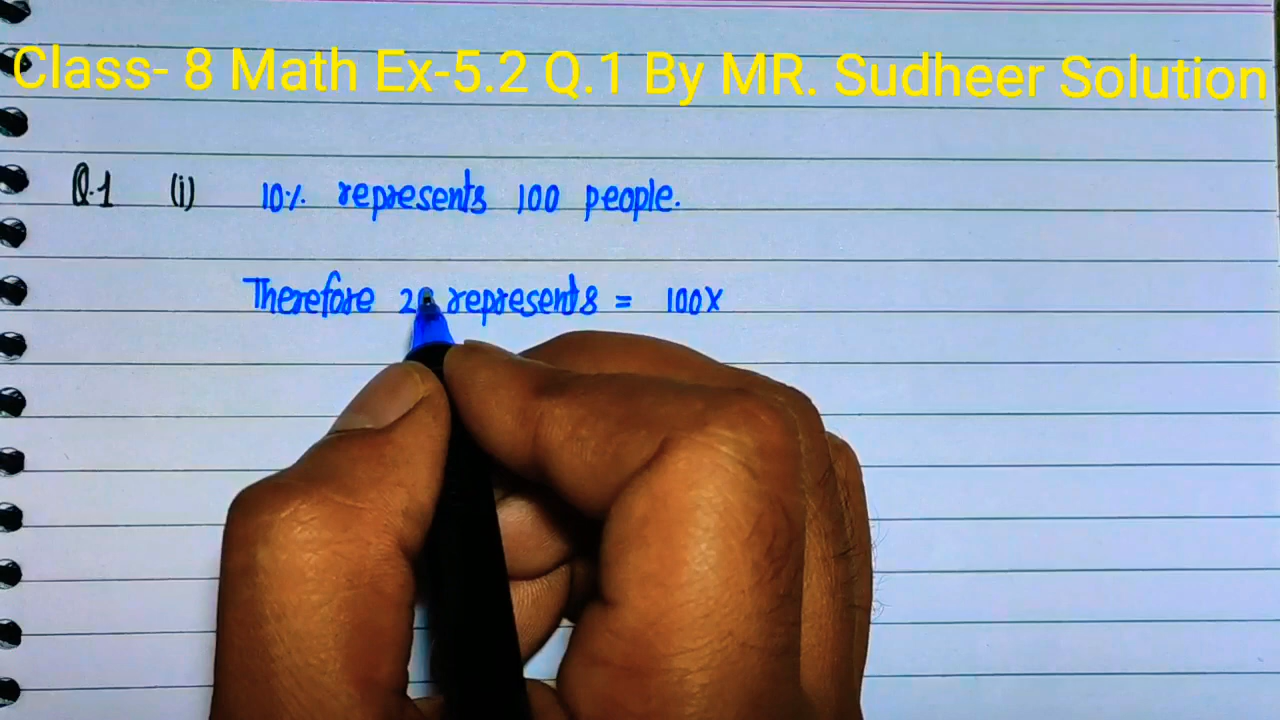 Class- 8 Math Ex-5.2 Q.1 By MR. Sudheer Solution
Q.1 (i) 10% represents 100 people.
Therefore 20 represents = 100x